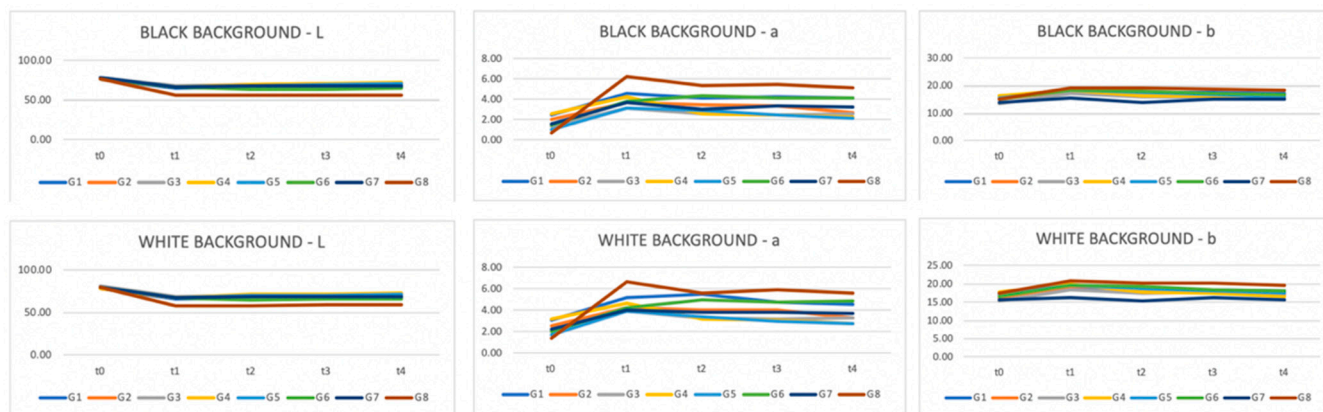 BLACK BACKGROUND - L
100.00
50.00
0.00
t0 t1 t2 t3 t4
G1 G2 G3 G4 G5 G6 G7 G8
BLACK BACKGROUND - a
8.00
6.00
4.00
2.00
0.00
t0 t1 t2 t3 t4
G1 G2 G3 G4 G5 G6 G7 G8
BLACK BACKGROUND - b
30.00
20.00
10.00
0.00
t0 t1 t2 t3 t4
G1 G2 G3 G4 G5 G6 G7 G8
WHITE BACKGROUND - L
100.00
50.00
0.00
t0 t1 t2 t3 t4
G1 G2 G3 G4 G5 G6 G7 G8
WHITE BACKGROUND - a
8.00
6.00
4.00
2.00
0.00
t0 t1 t2 t3 t4
G1 G2 G3 G4 G5 G6 G7 G8
WHITE BACKGROUND - b
25.00
20.00
15.00
10.00
5.00
0.00
t0 t1 t2 t3 t4
G1 G2 G3 G4 G5 G6 G7 G8